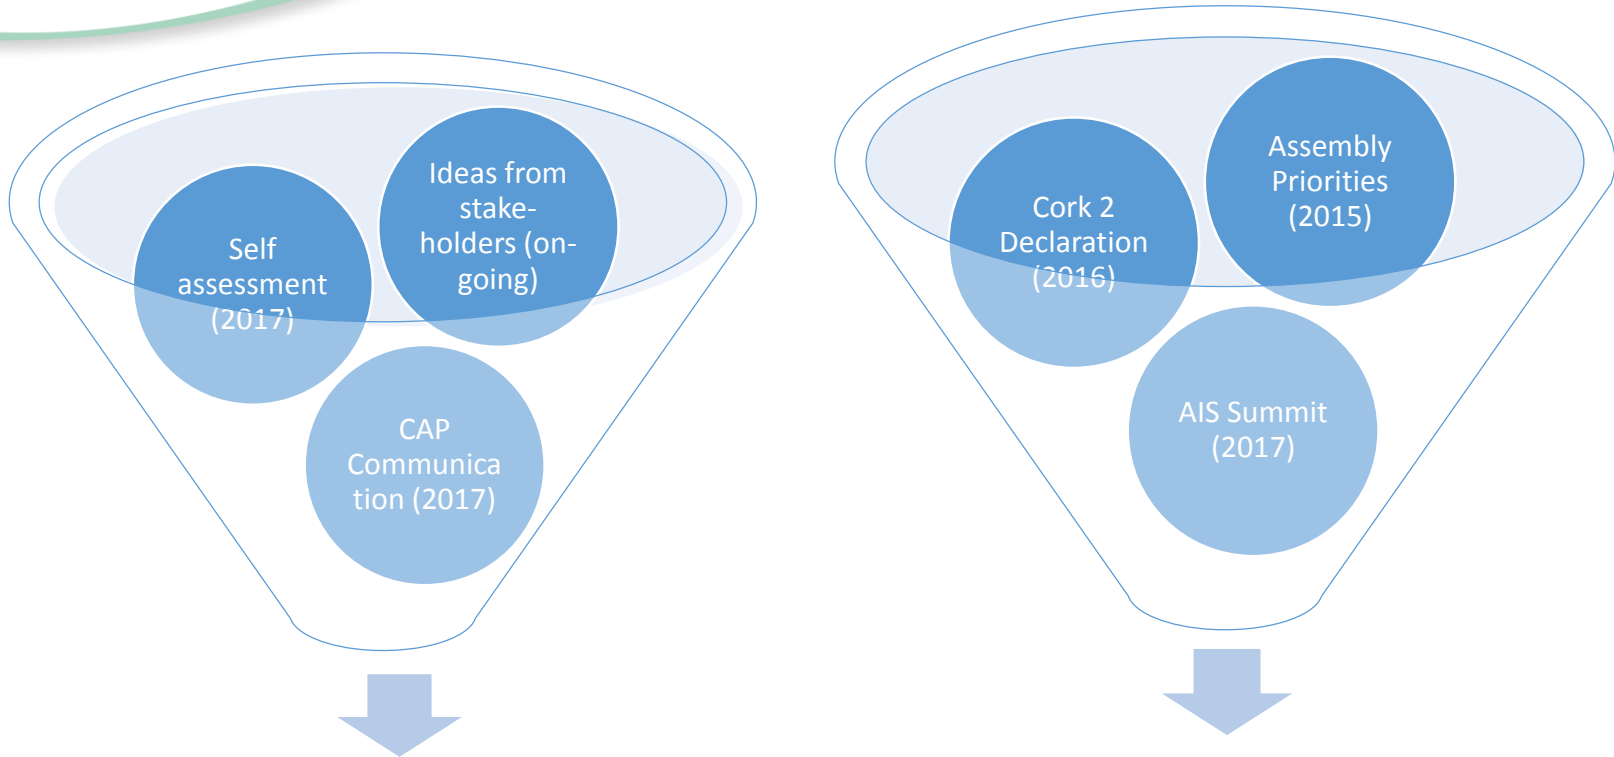 Self
assessment
(2017)
Ideas from
stake-
holders (on-
going)
CAP
Communica
tion (2017)
Cork 2
Declaration
(2016)
Assembly
Priorities
(2015)
AIS Summit
(2017)